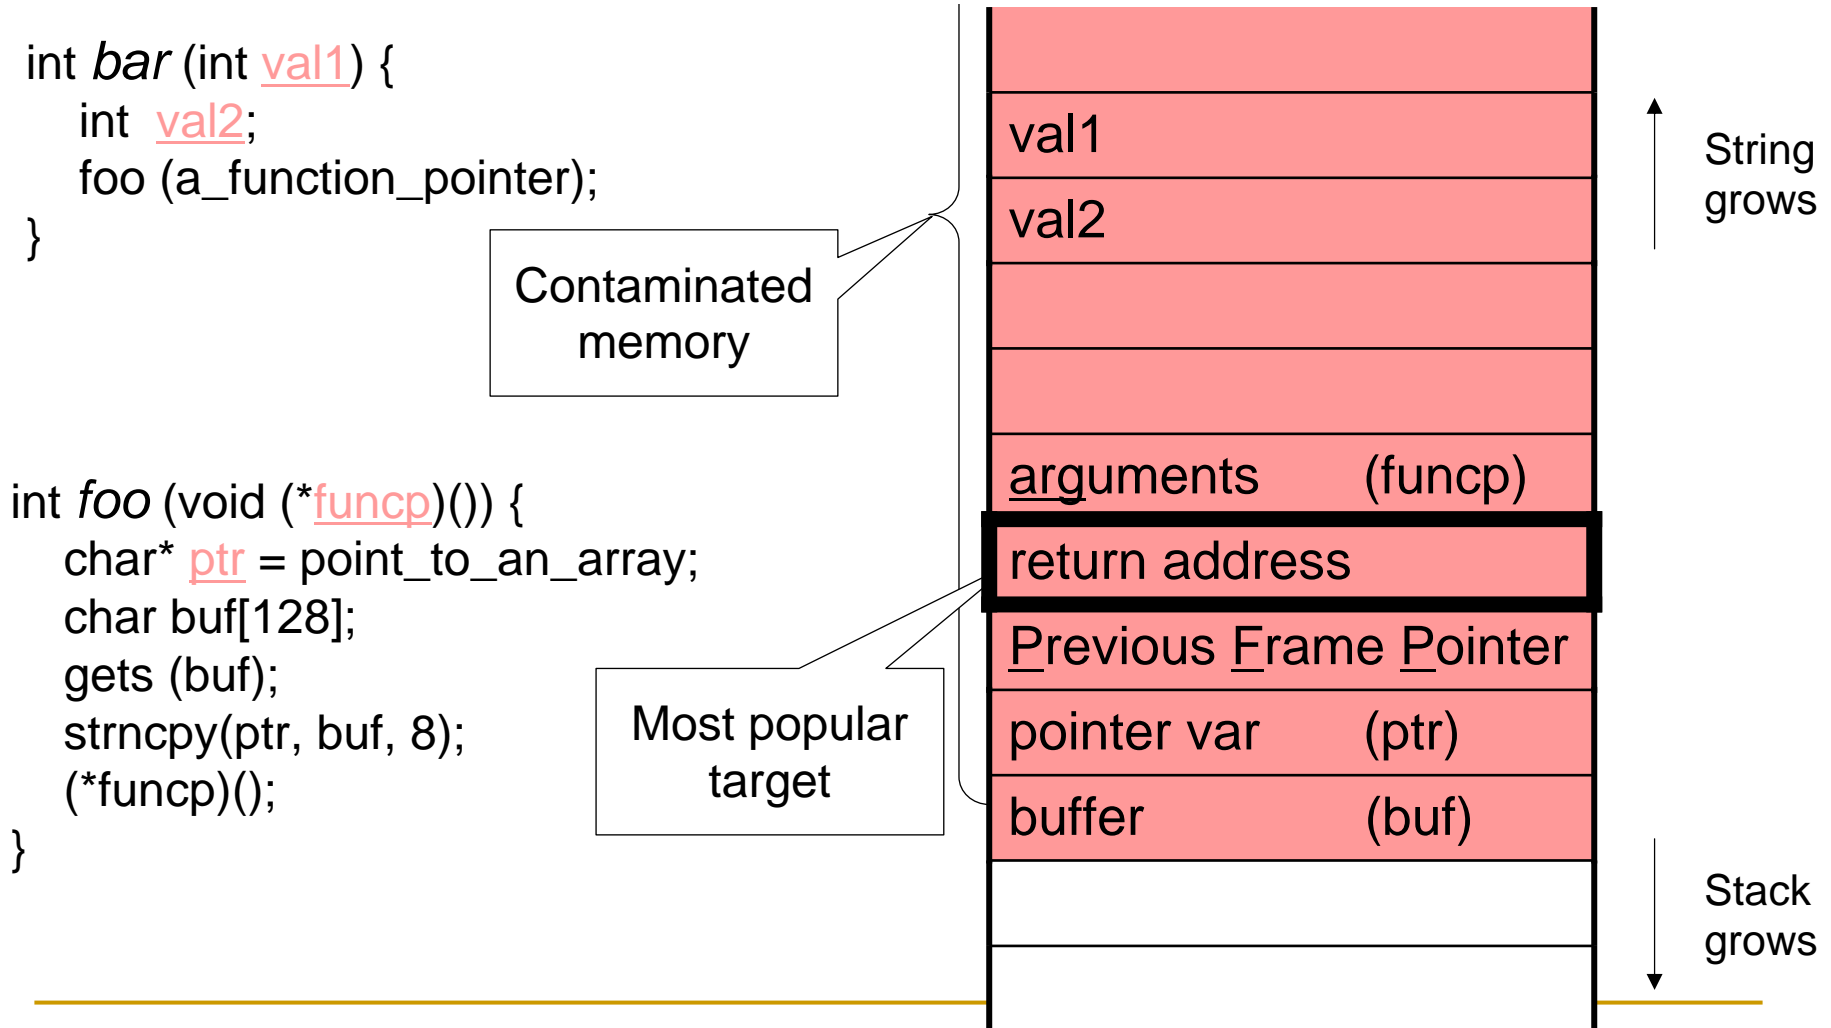 int bar (int val1) {
int val2;
foo (a_function_pointer);
}
Contaminated
memory
int foo (void (*funcp)()) {
char* ptr = point_to_an_array;
char buf[128];
gets (buf);
strncpy(ptr, buf, 8);
(*funcp)();
}
Most popular
target
val1
val2
arguments (funcp)
return address
Previous Frame Pointer
pointer var (ptr)
buffer (buf)
String
grows
Stack
grows